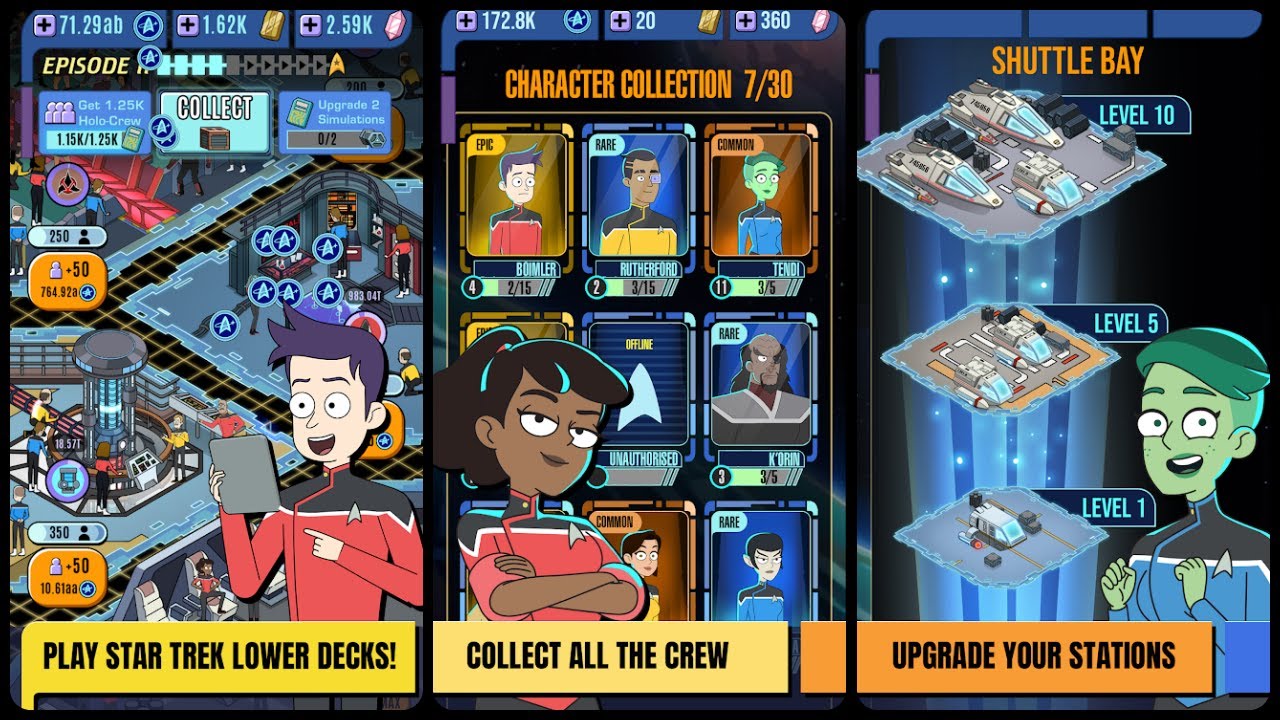 71.29ab
1.62K
2.59K
EPISODE
Get 1.25K
Holo-Crew
1.15K/1.25K
COLLECT
Upgrade 2
Simulations
0/2
250
+50
764.92a
983.04T
18.57T
350
+50
10.61aa
PLAY STAR TREK LOWER DECKS!
172.8K
20
360
CHARACTER COLLECTION 7/30
EPIC
RARE
COMMON
BOIMLER
RUTHERFORD
TENDI
4
2/15
2
3/15
11
3/5
OFFLINE
RARE
UNAUTHORISED
K'ORIN
3
3/5
COMMON
RARE
COLLECT ALL THE CREW
SHUTTLE BAY
LEVEL 10
745868
745868
LEVEL 5
LEVEL 1
UPGRADE YOUR STATIONS